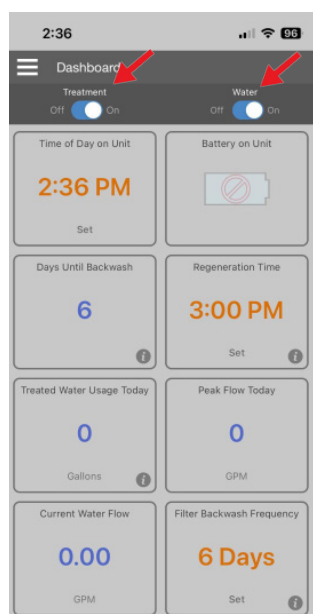 2:36
96
Dashboard
Treatment
Water
Off On
Off On
Time of Day on Unit
Battery on Unit
2:36 PM
Set
Days Until Backwash
Regeneration Time
6
3:00 PM
Set
i
i
Treated Water Usage Today
Peak Flow Today
0
0
Gallons
GPM
i
Current Water Flow
Filter Backwash Frequency
0.00
6 Days
GPM
Set
i